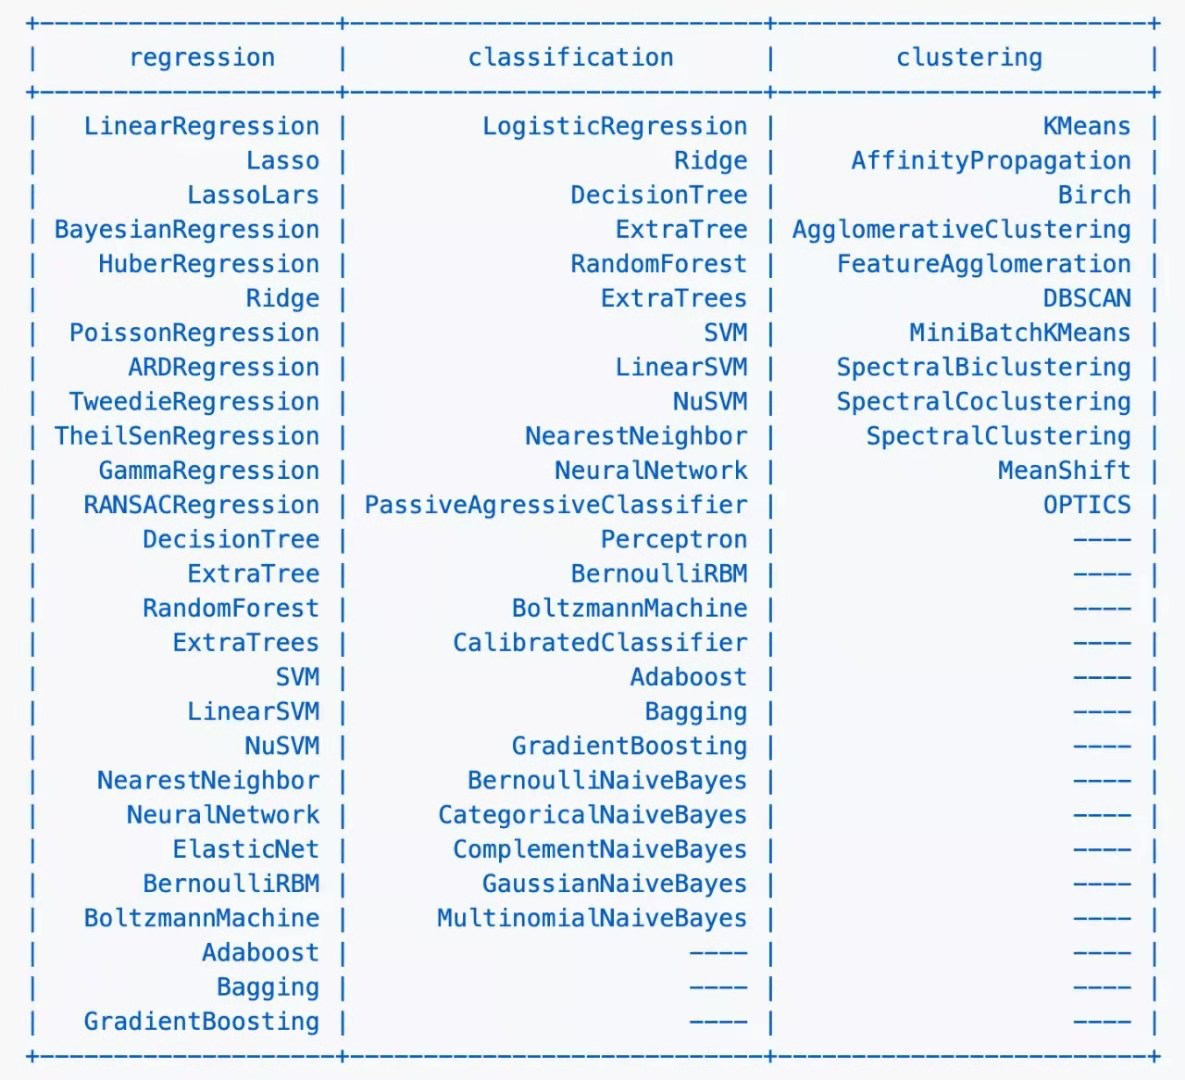 +--------------------+-----------------------------+--------------------------+
|      regression    |        classification       |        clustering        |
+--------------------+-----------------------------+--------------------------+
|   LinearRegression |          LogisticRegression |                   KMeans |
|              Lasso |                       Ridge |      AffinityPropagation |
|          LassoLars |                DecisionTree |                    Birch |
| BayesianRegression |                   ExtraTree |  AgglomerativeClustering |
|    HuberRegression |                RandomForest |     FeatureAgglomeration |
|              Ridge |                  ExtraTrees |                   DBSCAN |
|  PoissonRegression |                         SVM |          MiniBatchKMeans |
|      ARDRegression |                   LinearSVM |     SpectralBiclustering |
|  TweedieRegression |                       NuSVM |     SpectralCoclustering |
| TheilSenRegression |             NearestNeighbor |       SpectralClustering |
|    GammaRegression |               NeuralNetwork |                MeanShift |
|   RANSACRegression | PassiveAgressiveClassifier |                   OPTICS |
|       DecisionTree |                  Perceptron |                     ---- |
|          ExtraTree |                BernoulliRBM |                     ---- |
|       RandomForest |            BoltzmannMachine |                     ---- |
|         ExtraTrees |        CalibratedClassifier |                     ---- |
|                SVM |                    Adaboost |                     ---- |
|          LinearSVM |                     Bagging |                     ---- |
|              NuSVM |            GradientBoosting |                     ---- |
|    NearestNeighbor |         BernoulliNaiveBayes |                     ---- |
|      NeuralNetwork |       CategoricalNaiveBayes |                     ---- |
|         ElasticNet |        ComplementNaiveBayes |                     ---- |
|       BernoulliRBM |          GaussianNaiveBayes |                     ---- |
|   BoltzmannMachine |       MultinomialNaiveBayes |                     ---- |
|           Adaboost |                        ---- |                     ---- |
|            Bagging |                        ---- |                     ---- |
|   GradientBoosting |                        ---- |                     ---- |
+--------------------+-----------------------------+--------------------------+